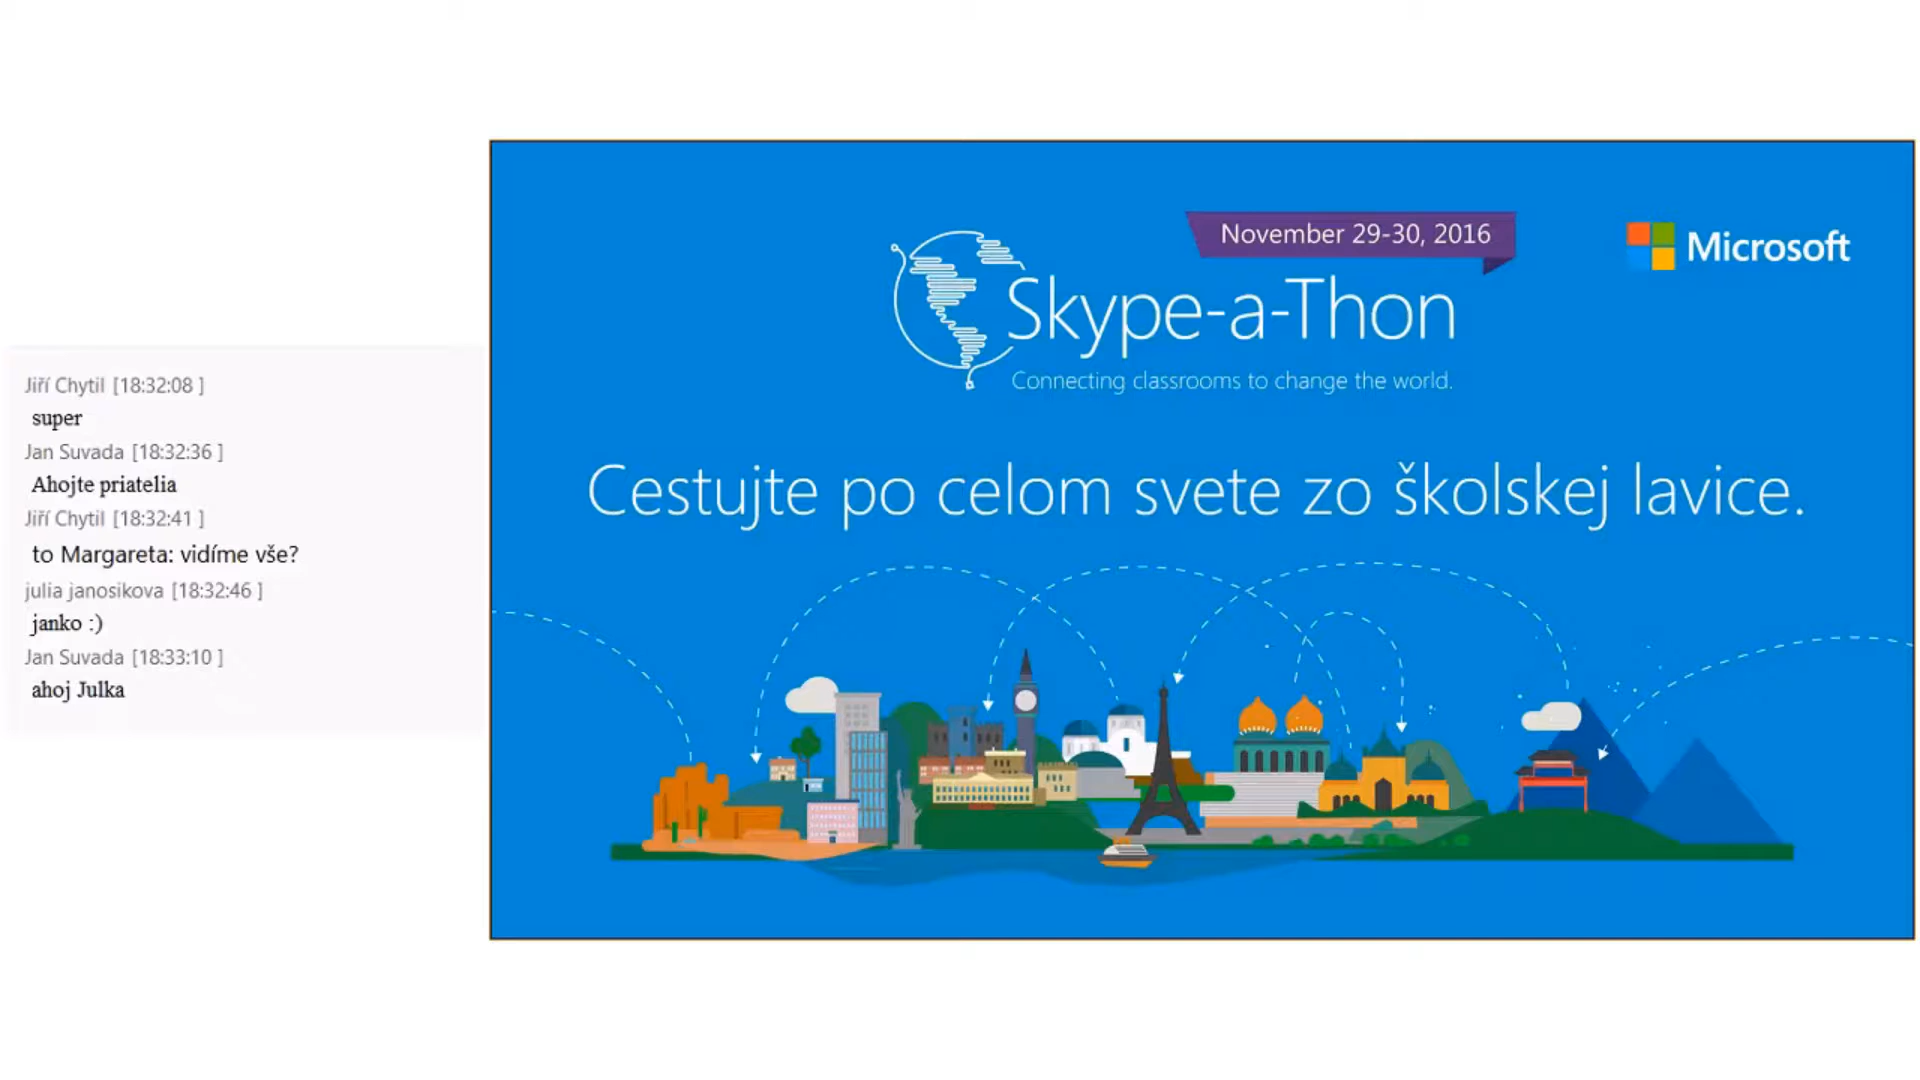 Jiří Chytil [18:32:08 ]
super
Jan Suvada [18:32:36 ]
Ahojte priatelia
Jiří Chytil [18:32:41 ]
to Margareta: vidíme vše?
julia janosikova [18:32:46 ]
janko :)
Jan Suvada [18:33:10 ]
ahoj Julka
November 29-30, 2016
Microsoft
Skype-a-Thon
Connecting classrooms to change the world.
Cestujte po celom svete zo školskej lavice.